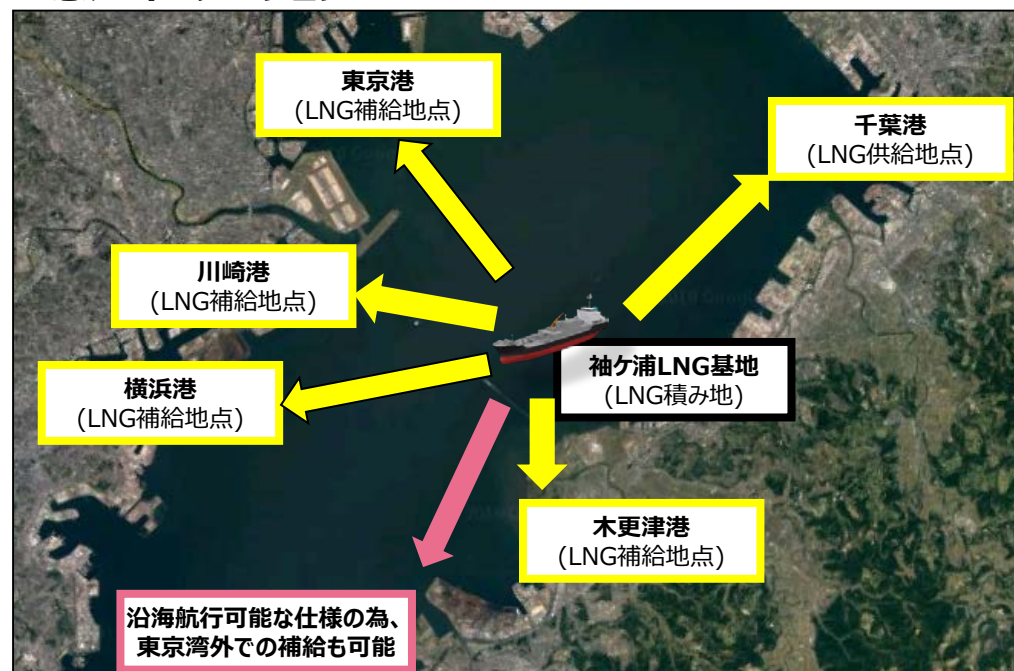 東京港
(LNG補給地点)
千葉港
(LNG供給地点)
川崎港
(LNG補給地点)
袖ケ浦LNG基地
(LNG積み地)
横浜港
(LNG補給地点)
木更津港
(LNG補給地点)
沿海航行可能な仕様の為、
東京湾外での補給も可能